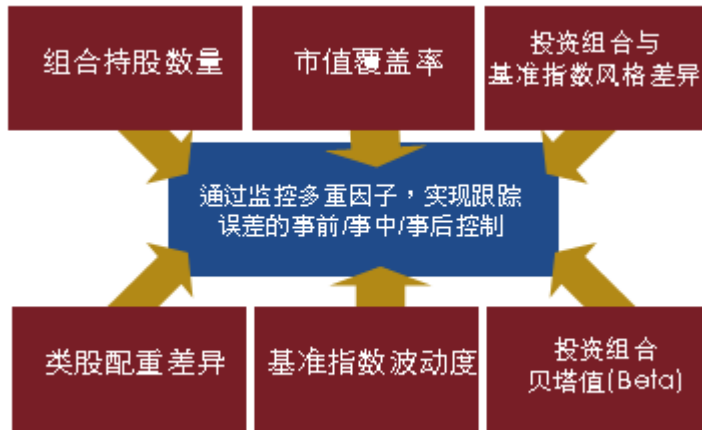 组合持股数量
市值覆盖率
投资组合与
基准指数风格差异
通过监控多重因子，实现跟踪
误差的事前/事中/事后控制
类股配重差异
基准指数波动度
投资组合
贝塔值(Beta)